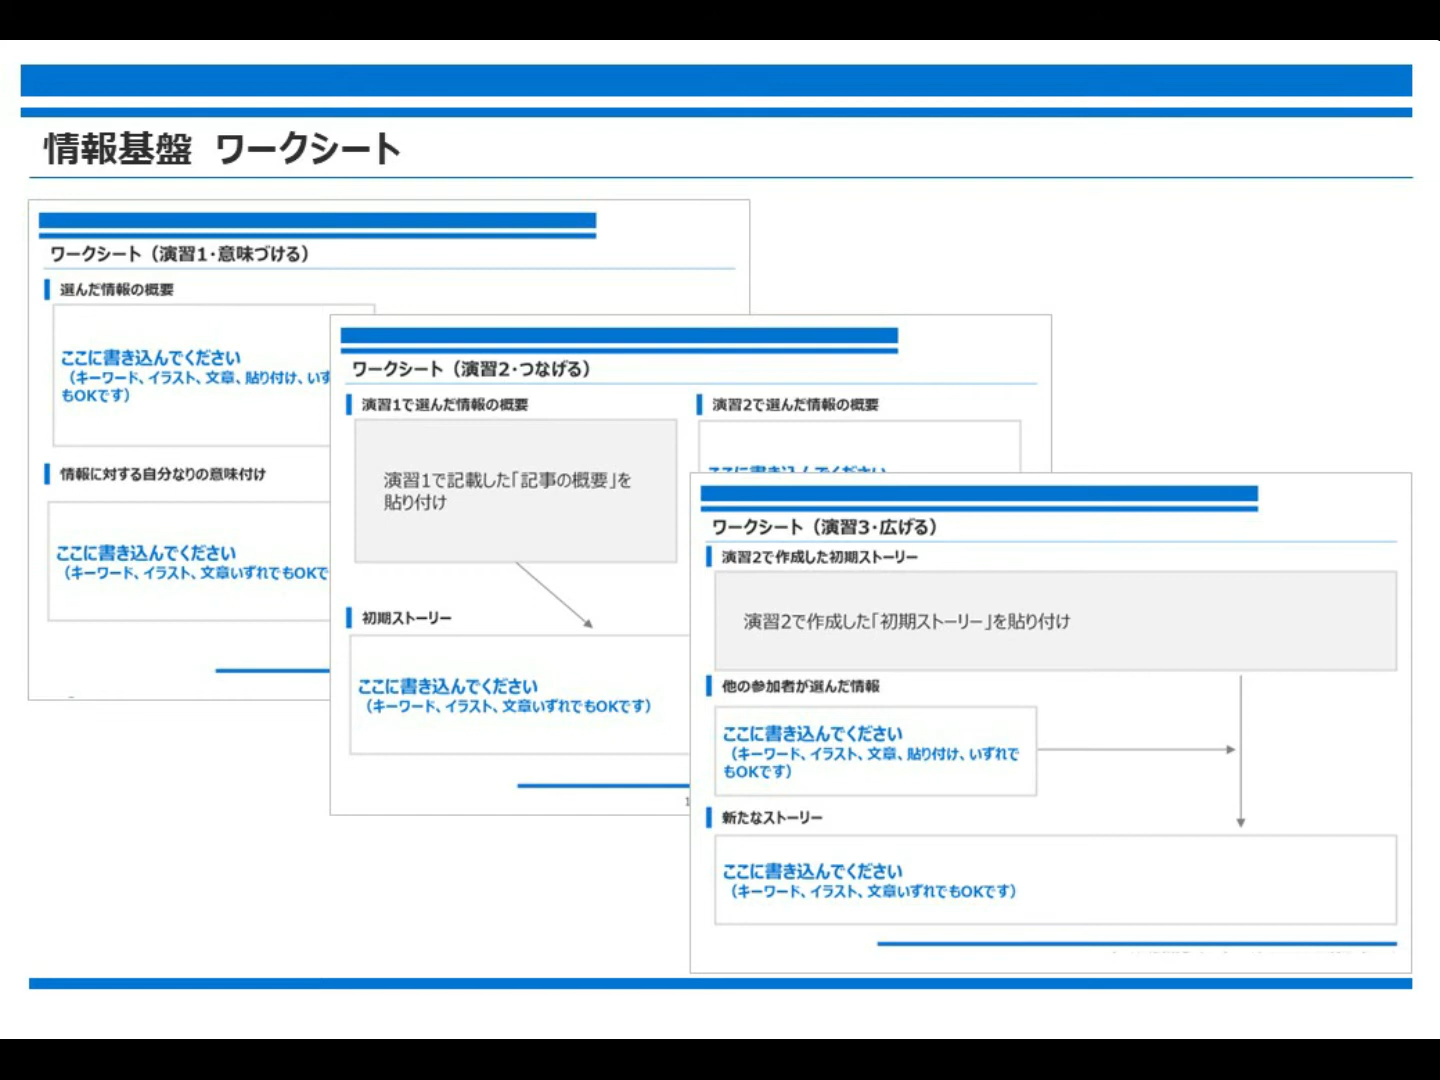 情報基盤 ワークシート
ワークシート（演習1･意味づける）
選んだ情報の概要
ここに書き込んでください
（キーワード、イラスト、文章、貼り付け、いず
もOKです）
情報に対する自分なりの意味付け
ここに書き込んでください
（キーワード、イラスト、文章いずれでもOKで
ワークシート（演習2･つなげる）
演習1で選んだ情報の概要
演習1で記載した｢記事の概要｣を
貼り付け
演習2で選んだ情報の概要
ここに書き込んでください
初期ストーリー
ここに書き込んでください
（キーワード、イラスト、文章いずれでもOKです）
1
ワークシート（演習3･広げる）
演習2で作成した初期ストーリー
演習2で作成した｢初期ストーリー｣を貼り付け
他の参加者が選んだ情報
ここに書き込んでください
（キーワード、イラスト、文章、貼り付け、いずれで
もOKです）
新たなストーリー
ここに書き込んでください
（キーワード、イラスト、文章いずれでもOKです）